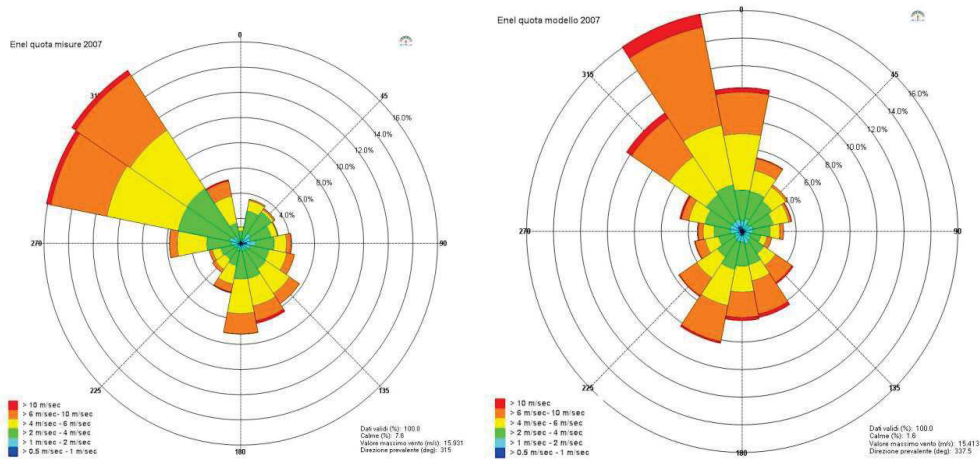 Enel quota misure 2007
0
45
90
135
180
225
270
16.0%
14.0%
12.0%
10.0%
8.0%
6.0%
4.0%
> 10 m/sec
> 6 m/sec- 10 m/sec
> 4 m/sec - 6 m/sec
> 2 m/sec - 4 m/sec
> 1 m/sec - 2 m/sec
> 0.5 m/sec - 1 m/sec
Dati validi (%): 100.0
Calme (%): 7.6
Valore massimo vento (m/s): 15.931
Direzione prevalente (deg): 315
Enel quota modello 2007
0
45
90
135
180
225
270
315
16.0%
14.0%
12.0%
10.0%
8.0%
6.0%
4.0%
> 10 m/sec
> 6 m/sec- 10 m/sec
> 4 m/sec - 6 m/sec
> 2 m/sec - 4 m/sec
> 1 m/sec - 2 m/sec
> 0.5 m/sec - 1 m/sec
Dati validi (%): 100.0
Calme (%): 1.6
Valore massimo vento (m/s): 15.413
Direzione prevalente (deg): 337.5